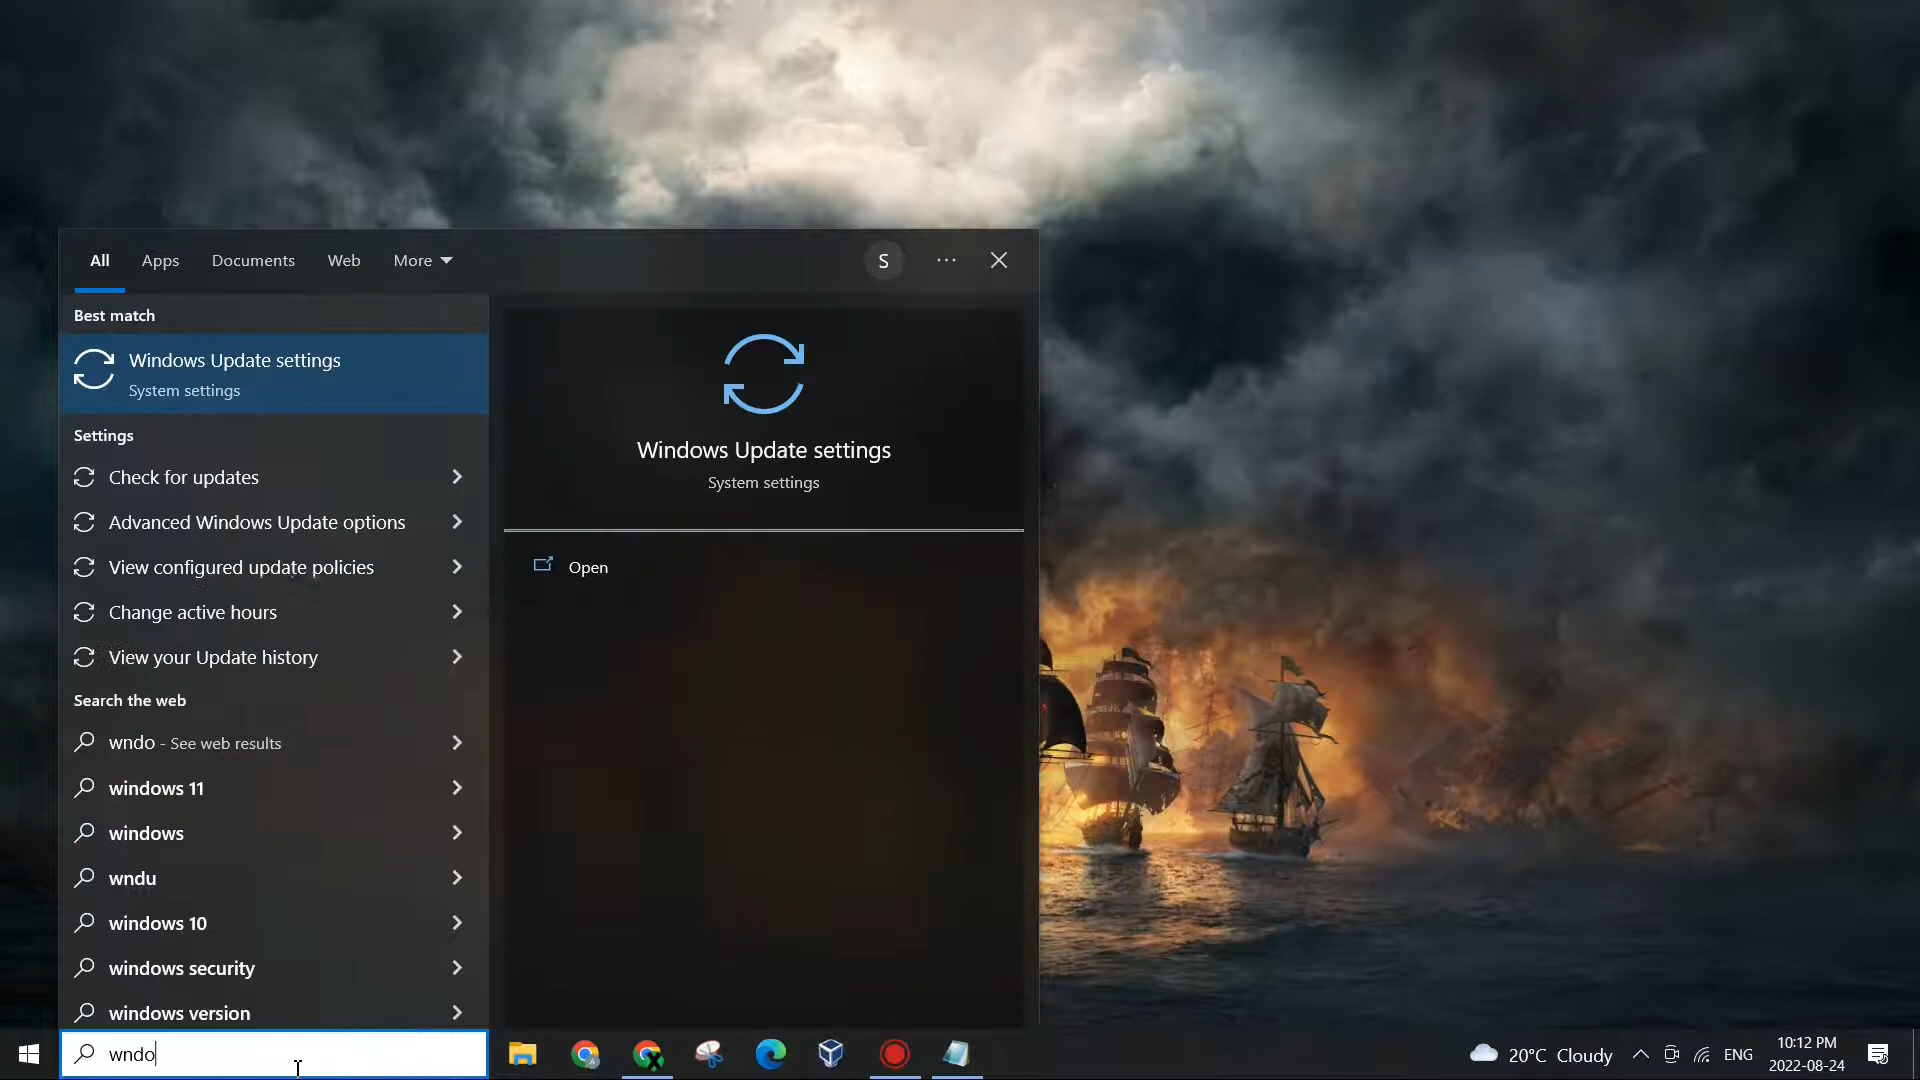 All Apps Documents Web More S
Best match
Windows Update settings
System settings
Settings
Check for updates
Advanced Windows Update options
View configured update policies
Change active hours
View your Update history
Search the web
wndo - See web results
windows 11
windows
wndu
windows 10
windows security
windows version
wndo
Windows Update settings
System settings
Open
20°C Cloudy
ENG
10:12 PM
2022-08-24